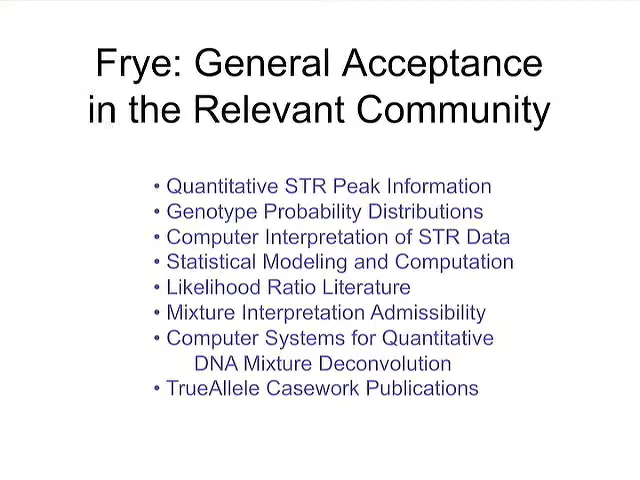 Frye: General Acceptance
in the Relevant Community
• Quantitative STR Peak Information
• Genotype Probability Distributions
• Computer Interpretation of STR Data
• Statistical Modeling and Computation
• Likelihood Ratio Literature
• Mixture Interpretation Admissibility
• Computer Systems for Quantitative
DNA Mixture Deconvolution
• TrueAllele Casework Publications